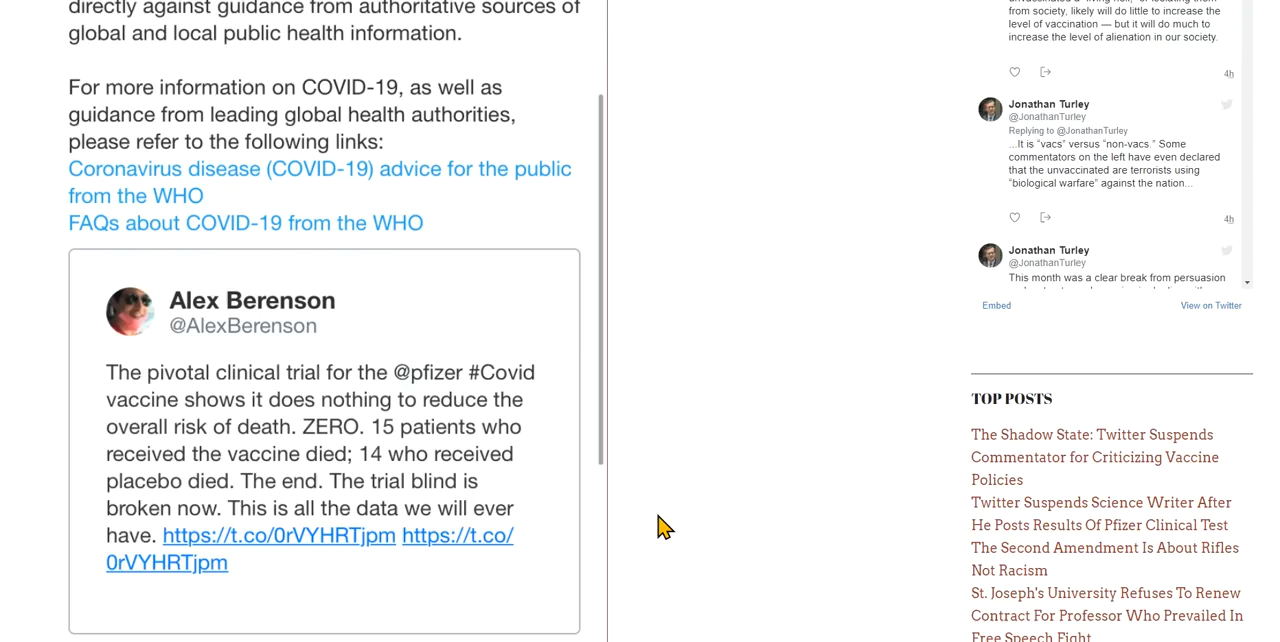 directly against guidance from authoritative sources of
global and local public health information.
For more information on COVID-19, as well as
guidance from leading global health authorities,
please refer to the following links:
Coronavirus disease (COVID-19) advice for the public
from the WHO
FAQs about COVID-19 from the WHO
Alex Berenson
@AlexBerenson
The pivotal clinical trial for the @pfizer #Covid
vaccine shows it does nothing to reduce the
overall risk of death. ZERO. 15 patients who
received the vaccine died; 14 who received
placebo died. The end. The trial blind is
broken now. This is all the data we will ever
have. https://t.co/0rVYHRTjpm https://t.co/
0rVYHRTjpm
from society, likely will do little to increase the
level of vaccination — but it will do much to
increase the level of alienation in our society.
4h
Jonathan Turley
@JonathanTurley
Replying to @JonathanTurley
...It is “vacs” versus “non-vacs.” Some
commentators on the left have even declared
that the unvaccinated are terrorists using
“biological warfare” against the nation...
4h
Jonathan Turley
@JonathanTurley
This month was a clear break from persuasion
Embed
View on Twitter
TOP POSTS
The Shadow State: Twitter Suspends
Commentator for Criticizing Vaccine
Policies
Twitter Suspends Science Writer After
He Posts Results Of Pfizer Clinical Test
The Second Amendment Is About Rifles
Not Racism
St. Joseph's University Refuses To Renew
Contract For Professor Who Prevailed In
Free Speech Fight